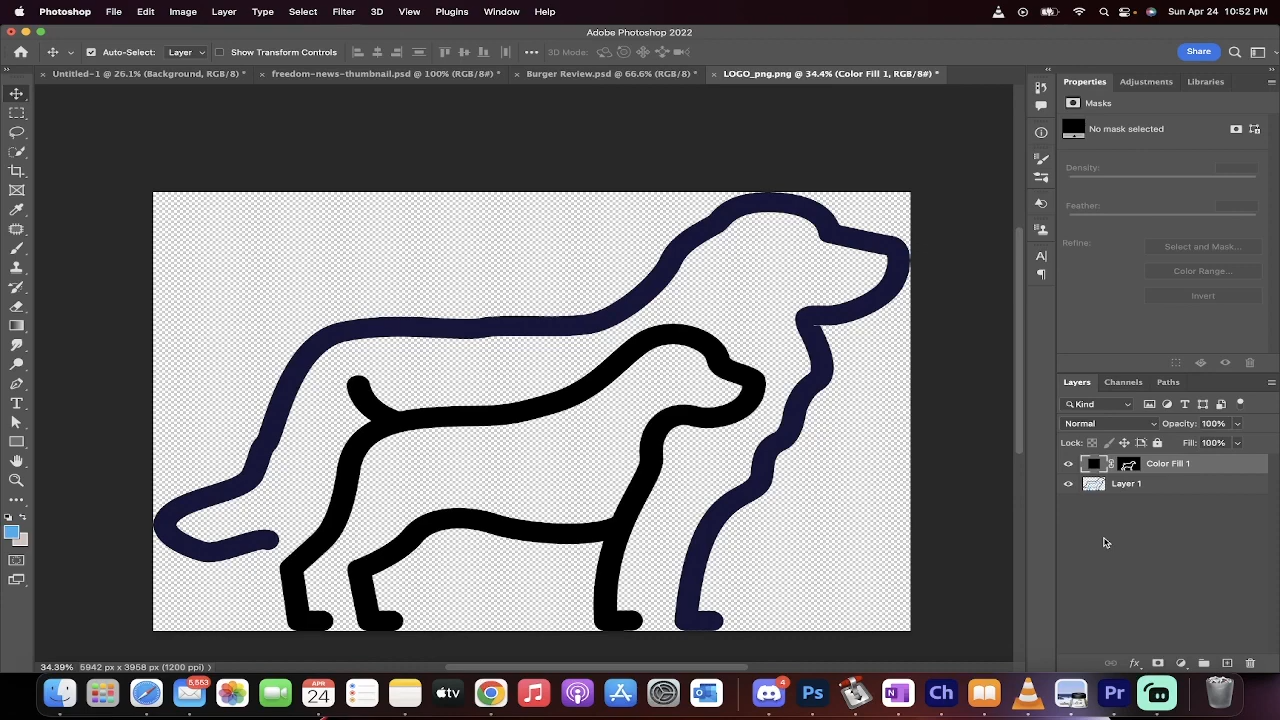 Photoshop File Edit Image Layer Type Select Filter 3D View Plugins Window Help Sun Apr 24 10:52 PM
Adobe Photoshop 2022
Auto-Select: Layer Show Transform Controls 3D Mode: Share
Untitled-1 @ 26.1% (Background, RGB/8) * freedom-news-thumbnail.psd @ 100% (RGB/8#) * Burger Review.psd @ 66.6% (RGB/8) * LOGO_png.png @ 34.4% (Color Fill 1, RGB/8#) *
Properties Adjustments Libraries
Masks
No mask selected
Density:
Feather:
Refine: Select and Mask...
Color Range...
Invert
Layers Channels Paths
Kind
Normal Opacity: 100%
Lock: Fill: 100%
Color Fill 1
Layer 1
34.39% 5942 px x 3958 px (1200 ppi)
5,553
APR
24
tv
4
Ps
N
Ch
Pr